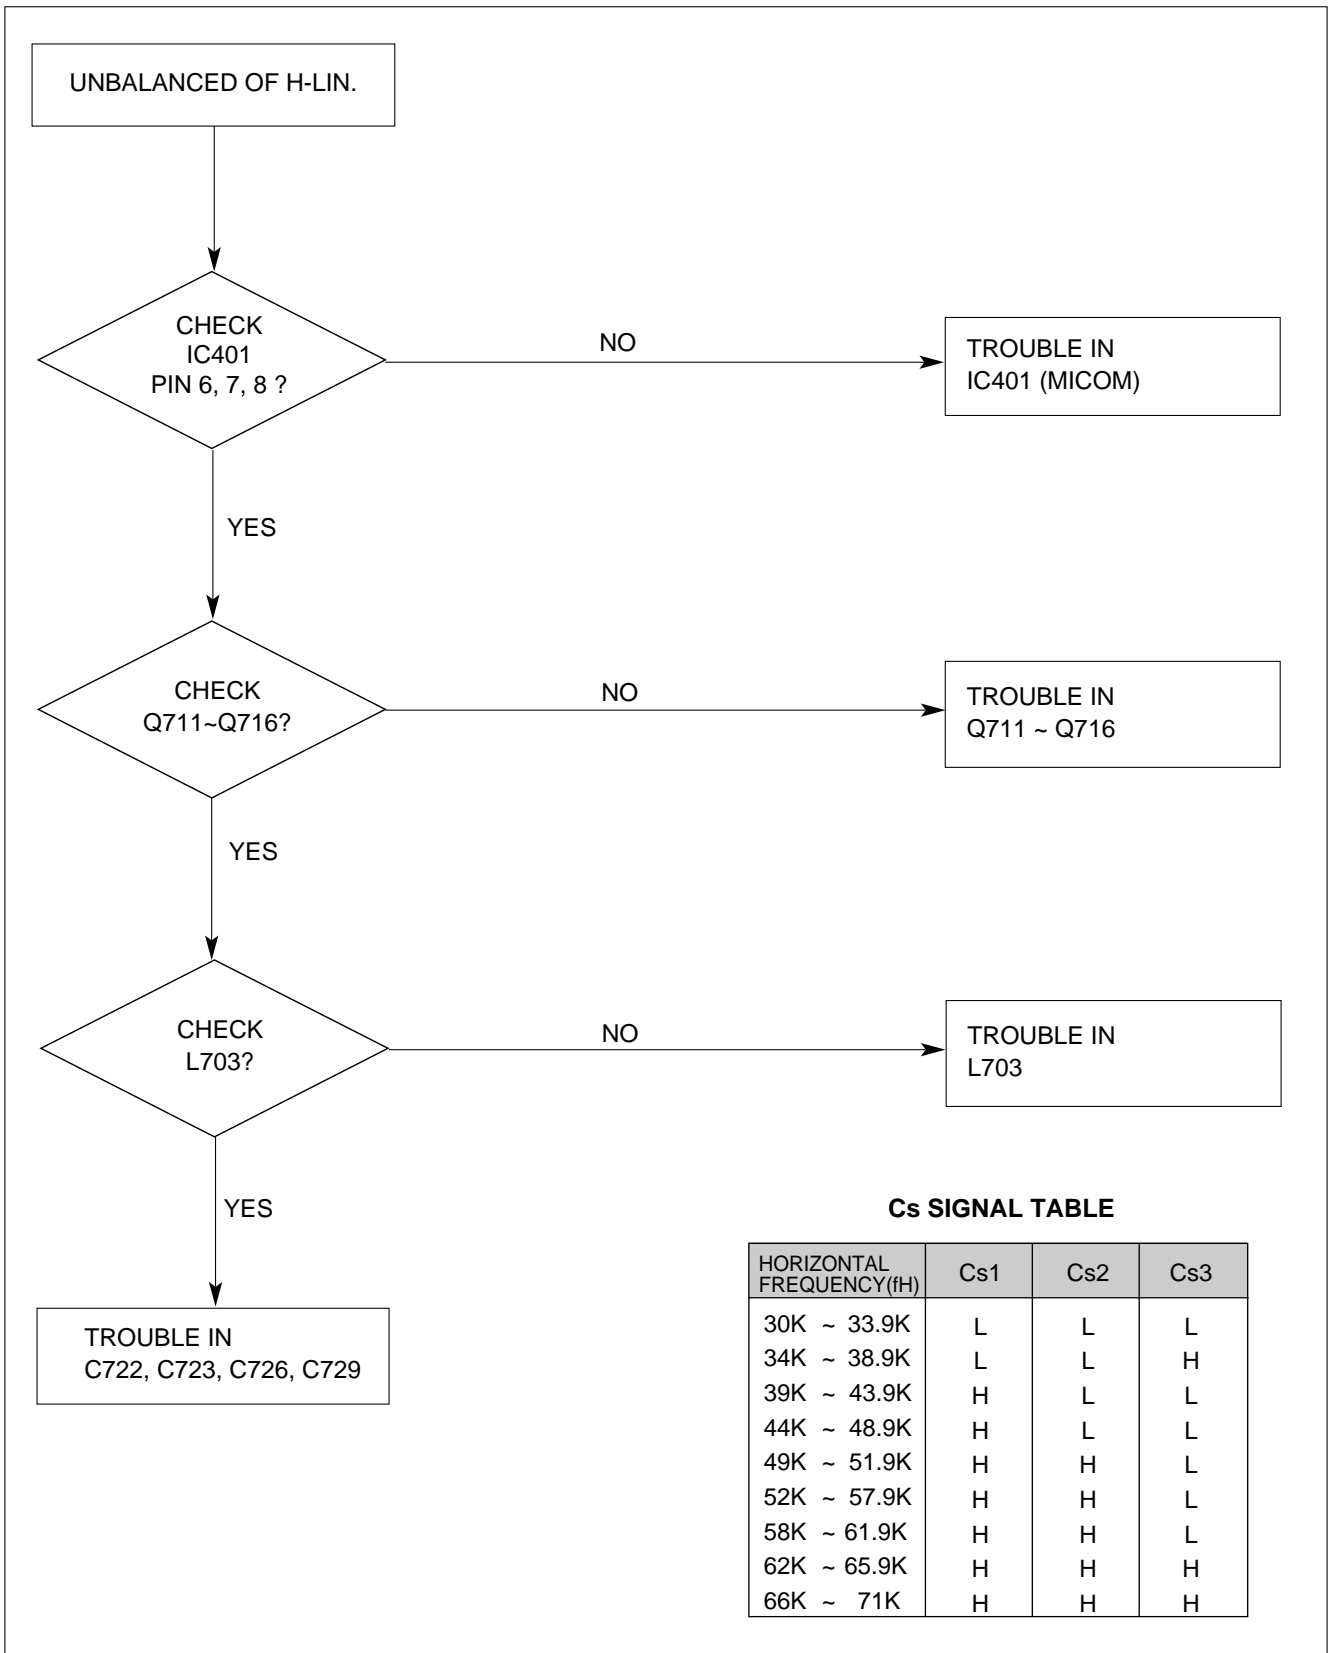 UNBALANCED OF H-LIN.
CHECK
IC401
PIN 6, 7, 8 ?
NO
TROUBLE IN
IC401 (MICOM)
YES
CHECK
Q711~Q716?
NO
TROUBLE IN
Q711 ~ Q716
YES
CHECK
L703?
NO
TROUBLE IN
L703
YES
TROUBLE IN
C722, C723, C726, C729
Cs SIGNAL TABLE
HORIZONTAL
FREQUENCY(fH) Cs1 Cs2 Cs3
30K ~ 33.9K L L L
34K ~ 38.9K L L H
39K ~ 43.9K H L L
44K ~ 48.9K H L L
49K ~ 51.9K H H L
52K ~ 57.9K H H L
58K ~ 61.9K H H L
62K ~ 65.9K H H H
66K ~ 71K H H H